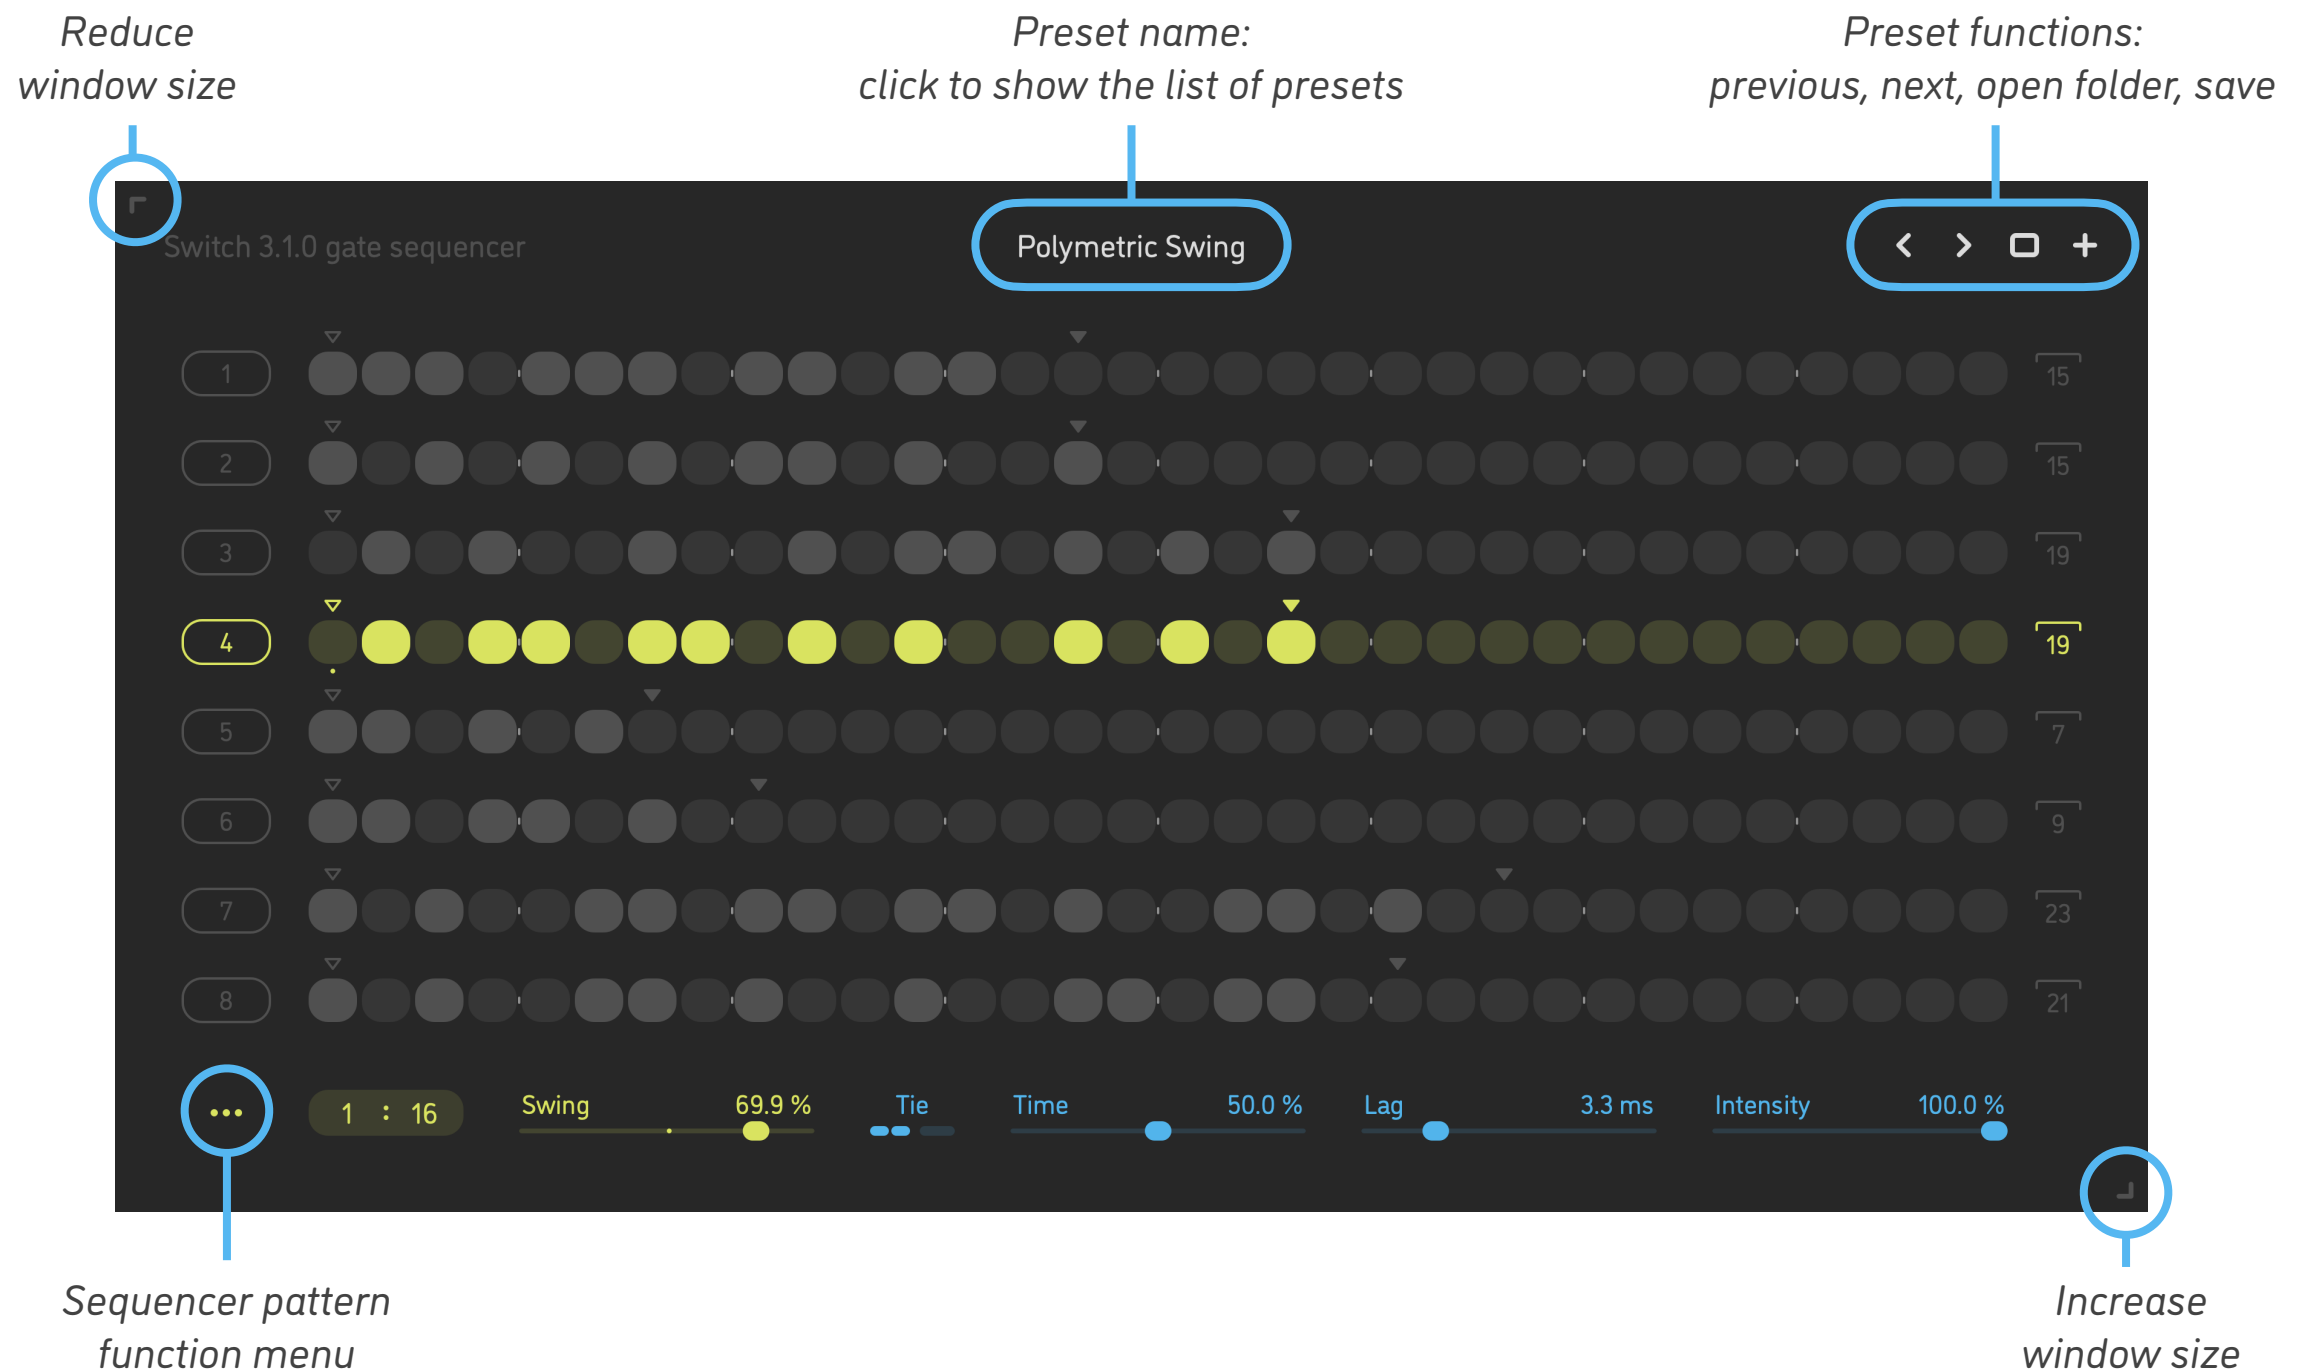 Reduce
window size
Preset name:
click to show the list of presets
Preset functions:
previous, next, open folder, save
Switch 3.1.0 gate sequencer
Polymetric Swing
1 15
2 15
3 19
4 19
5 7
6 9
7 23
8 21
1 : 16
Swing 69.9 %
Tie
Time 50.0 %
Lag 3.3 ms
Intensity 100.0 %
Sequencer pattern
function menu
Increase
window size